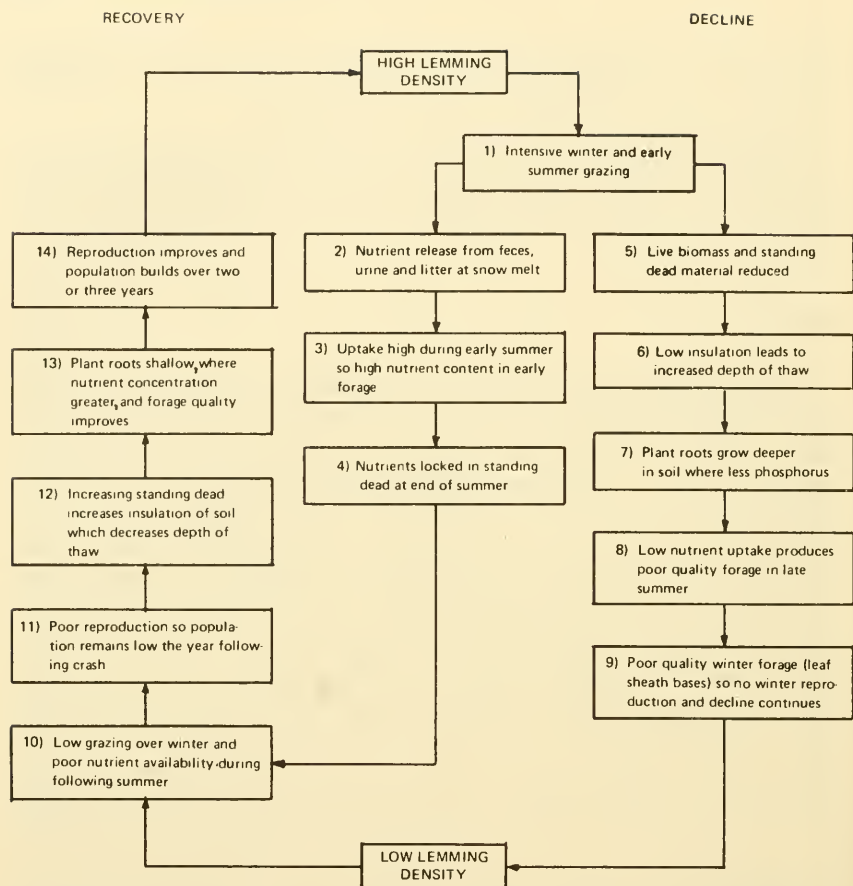 RECOVERY
DECLINE
HIGH LEMMING
DENSITY
1) Intensive winter and early
summer grazing
14) Reproduction improves and
population builds over two
or three years
2) Nutrient release from feces,
urine and litter at snow melt
5) Live biomass and standing
dead material reduced
13) Plant roots shallow, where
nutrient concentration
greater, and forage quality
improves
3) Uptake high during early summer
so high nutrient content in early
forage
6) Low insulation leads to
increased depth of thaw
12) Increasing standing dead
increases insulation of soil
which decreases depth of
thaw
4) Nutrients locked in standing
dead at end of summer
7) Plant roots grow deeper
in soil where less phosphorus
8) Low nutrient uptake produces
poor quality forage in late
summer
11) Poor reproduction so popula-
tion remains low the year follow-
ing crash
9) Poor quality winter forage (leaf
sheath bases) so no winter repro-
duction and decline continues
10) Low grazing over winter and
poor nutrient availability during
following summer
LOW LEMMING
DENSITY